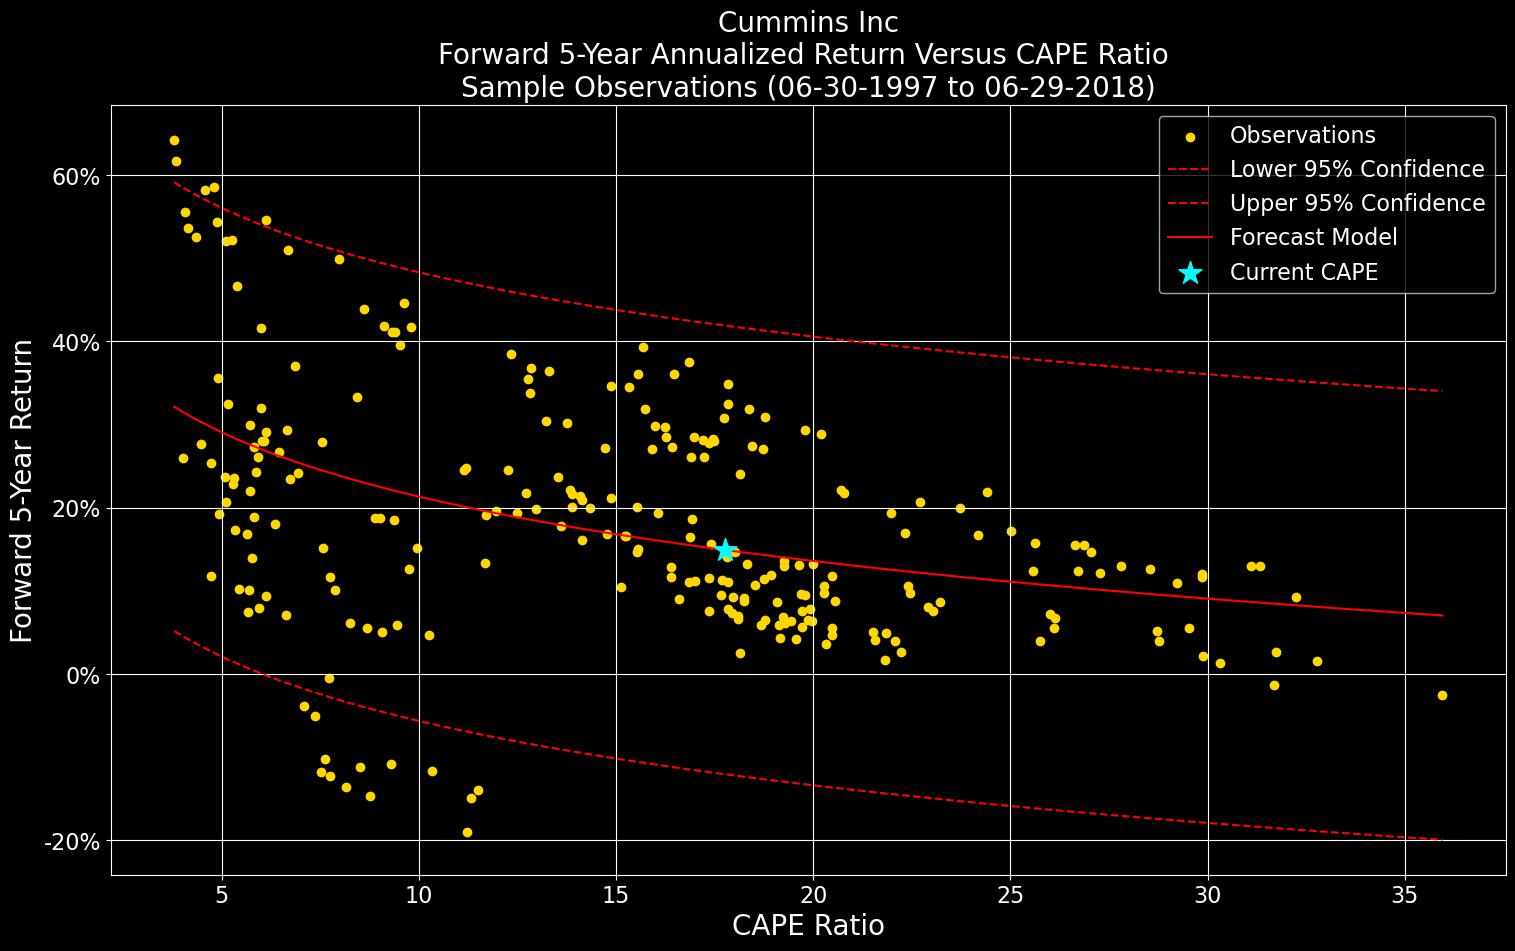 Cummins Inc
Forward 5-Year Annualized Return Versus CAPE Ratio
Sample Observations (06-30-1997 to 06-29-2018)
Observations
Lower 95% Confidence
Upper 95% Confidence
Forecast Model
Current CAPE
Forward 5-Year Return
60%
40%
20%
0%
-20%
5 10 15 20 25 30 35
CAPE Ratio